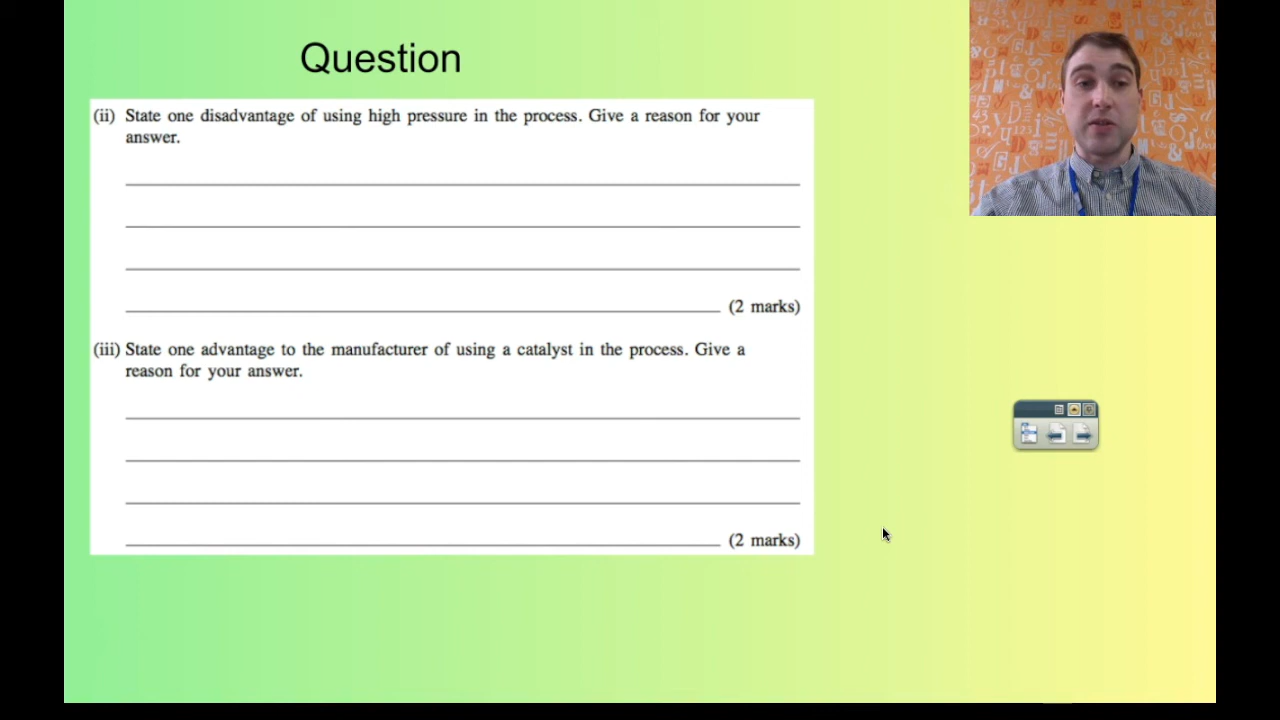 Question
(ii) State one disadvantage of using high pressure in the process. Give a reason for your
answer.
(2 marks)
(iii) State one advantage to the manufacturer of using a catalyst in the process. Give a
reason for your answer.
(2 marks)